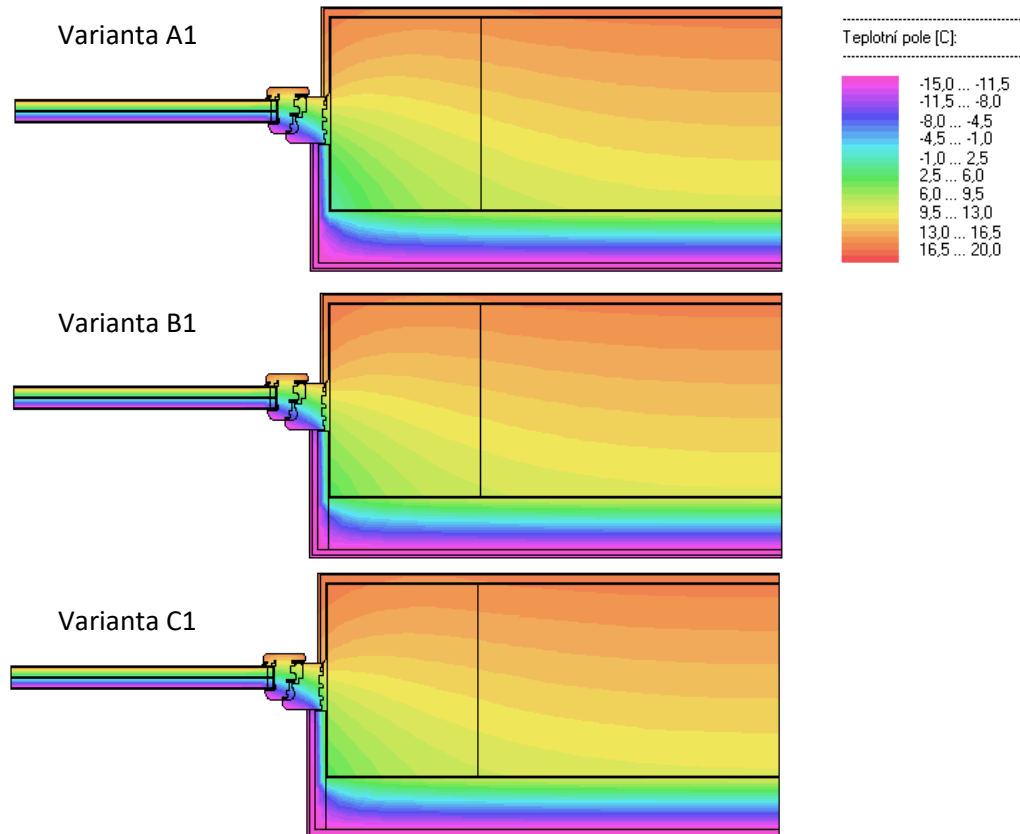 Varianta A1
Teplotní pole [C]:
-15,0 ... -11,5
-11,5 ... -8,0
-8,0 ... -4,5
-4,5 ... -1,0
-1,0 ... 2,5
2,5 ... 6,0
6,0 ... 9,5
9,5 ... 13,0
13,0 ... 16,5
16,5 ... 20,0
Varianta B1
Varianta C1